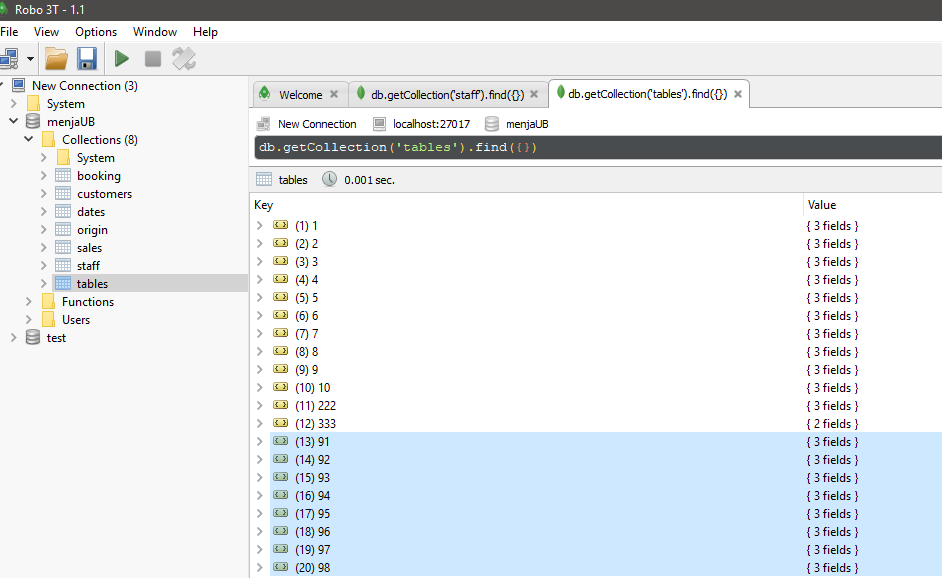 Robo 3T - 1.1
File View Options Window Help
New Connection (3)
System
menjaUB
Collections (8)
System
booking
customers
dates
origin
sales
staff
tables
Functions
Users
test
Welcome
db.getCollection('staff').find({})
db.getCollection('tables').find({})
New Connection localhost:27017 menjaUB
db.getCollection('tables').find({})
tables 0.001 sec.
Key Value
(1) 1 { 3 fields }
(2) 2 { 3 fields }
(3) 3 { 3 fields }
(4) 4 { 3 fields }
(5) 5 { 3 fields }
(6) 6 { 3 fields }
(7) 7 { 3 fields }
(8) 8 { 3 fields }
(9) 9 { 3 fields }
(10) 10 { 3 fields }
(11) 222 { 3 fields }
(12) 333 { 2 fields }
(13) 91 { 3 fields }
(14) 92 { 3 fields }
(15) 93 { 3 fields }
(16) 94 { 3 fields }
(17) 95 { 3 fields }
(18) 96 { 3 fields }
(19) 97 { 3 fields }
(20) 98 { 3 fields }